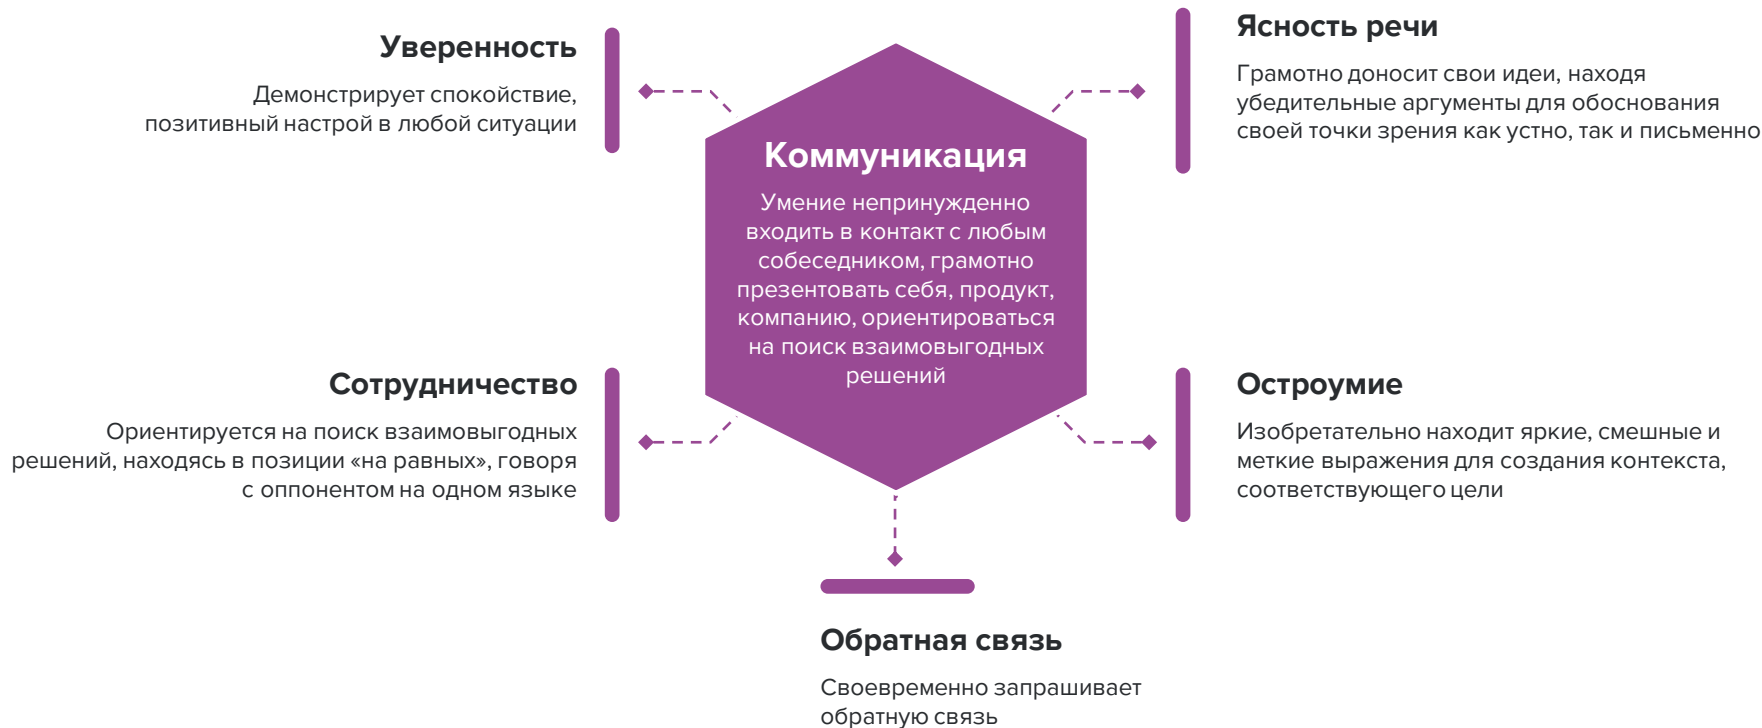 Уверенность
Демонстрирует спокойствие,
позитивный настрой в любой ситуации
Ясность речи
Грамотно доносит свои идеи, находя
убедительные аргументы для обоснования
своей точки зрения как устно, так и письменно
Коммуникация
Умение непринужденно
входить в контакт с любым
собеседником, грамотно
презентовать себя, продукт,
компанию, ориентироваться
на поиск взаимовыгодных
решений
Сотрудничество
Ориентируется на поиск взаимовыгодных
решений, находясь в позиции «на равных», говоря
с оппонентом на одном языке
Остроумие
Изобретательно находит яркие, смешные и
меткие выражения для создания контекста,
соответствующего цели
Обратная связь
Своевременно запрашивает
обратную связь